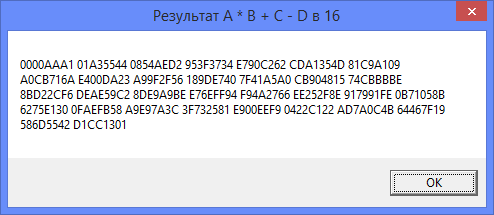 Результат A * B + C - D в 16
0000AAA1 01A35544 0854AED2 953F3734 E790C262 CDA1354D 81C9A109
A0CB716A E400DA23 A99F2F56 189DE740 7F41A5A0 CB904815 74CBBBBE
8BD22CF6 DEAE59C2 8DE9A9BE E76EFF94 F94A2766 EE252F8E 917991FE 0B71058B
6275E130 0FAEFB58 A9E97A3C 3F732581 E900EEF9 0422C122 AD7A0C4B 64467F19
586D5542 D1CC1301
OK